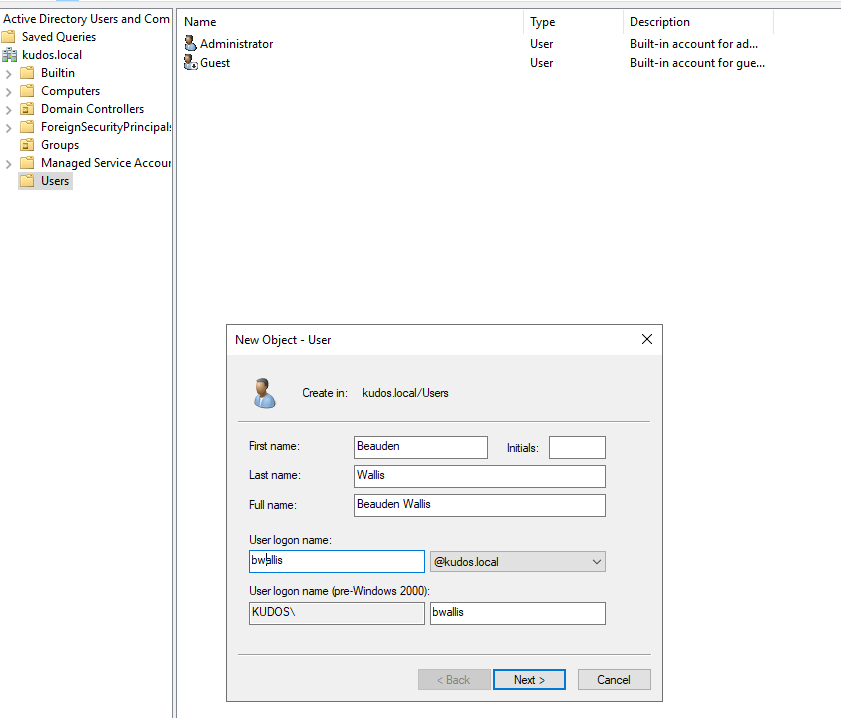 Active Directory Users and Com
Saved Queries
kudos.local
Builtin
Computers
Domain Controllers
ForeignSecurityPrincipals
Groups
Managed Service Accour
Users
Name Type Description
Administrator User Built-in account for ad...
Guest User Built-in account for gue...
New Object - User
Create in: kudos.local/Users
First name: Beauden Initials:
Last name: Wallis
Full name: Beauden Wallis
User logon name:
bwallis @kudos.local
User logon name (pre-Windows 2000):
KUDOS\ bwallis
< Back Next > Cancel